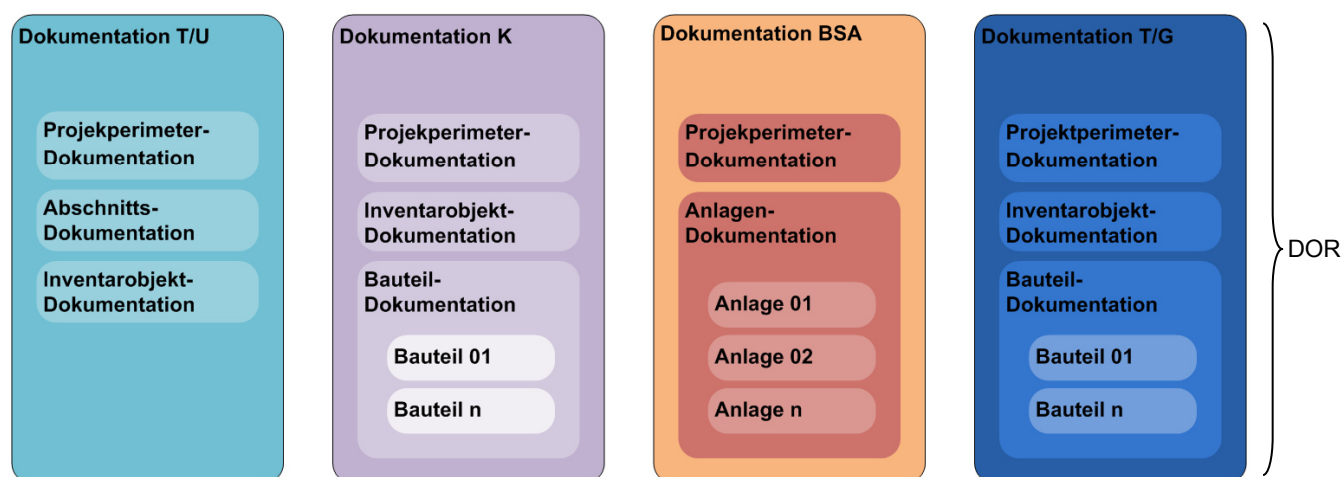 Dokumentation T/U
Projekperimeter-
Dokumentation
Abschnitts-
Dokumentation
Inventarobjekt-
Dokumentation
Dokumentation K
Projekperimeter-
Dokumentation
Inventarobjekt-
Dokumentation
Bauteil-
Dokumentation
Bauteil 01
Bauteil n
Dokumentation BSA
Projekperimeter-
Dokumentation
Anlagen-
Dokumentation
Anlage 01
Anlage 02
Anlage n
Dokumentation T/G
Projektperimeter-
Dokumentation
Inventarobjekt-
Dokumentation
Bauteil-
Dokumentation
Bauteil 01
Bauteil n
DOR